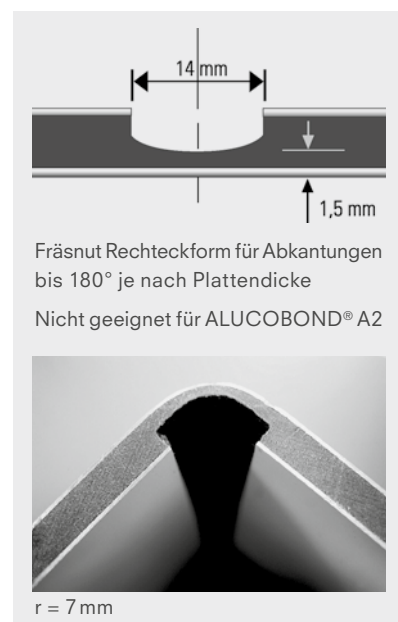 14 mm
1,5 mm
Fräsnut Rechteckform für Abkantungen
bis 180° je nach Plattendicke
Nicht geeignet für ALUCOBOND® A2
r = 7 mm